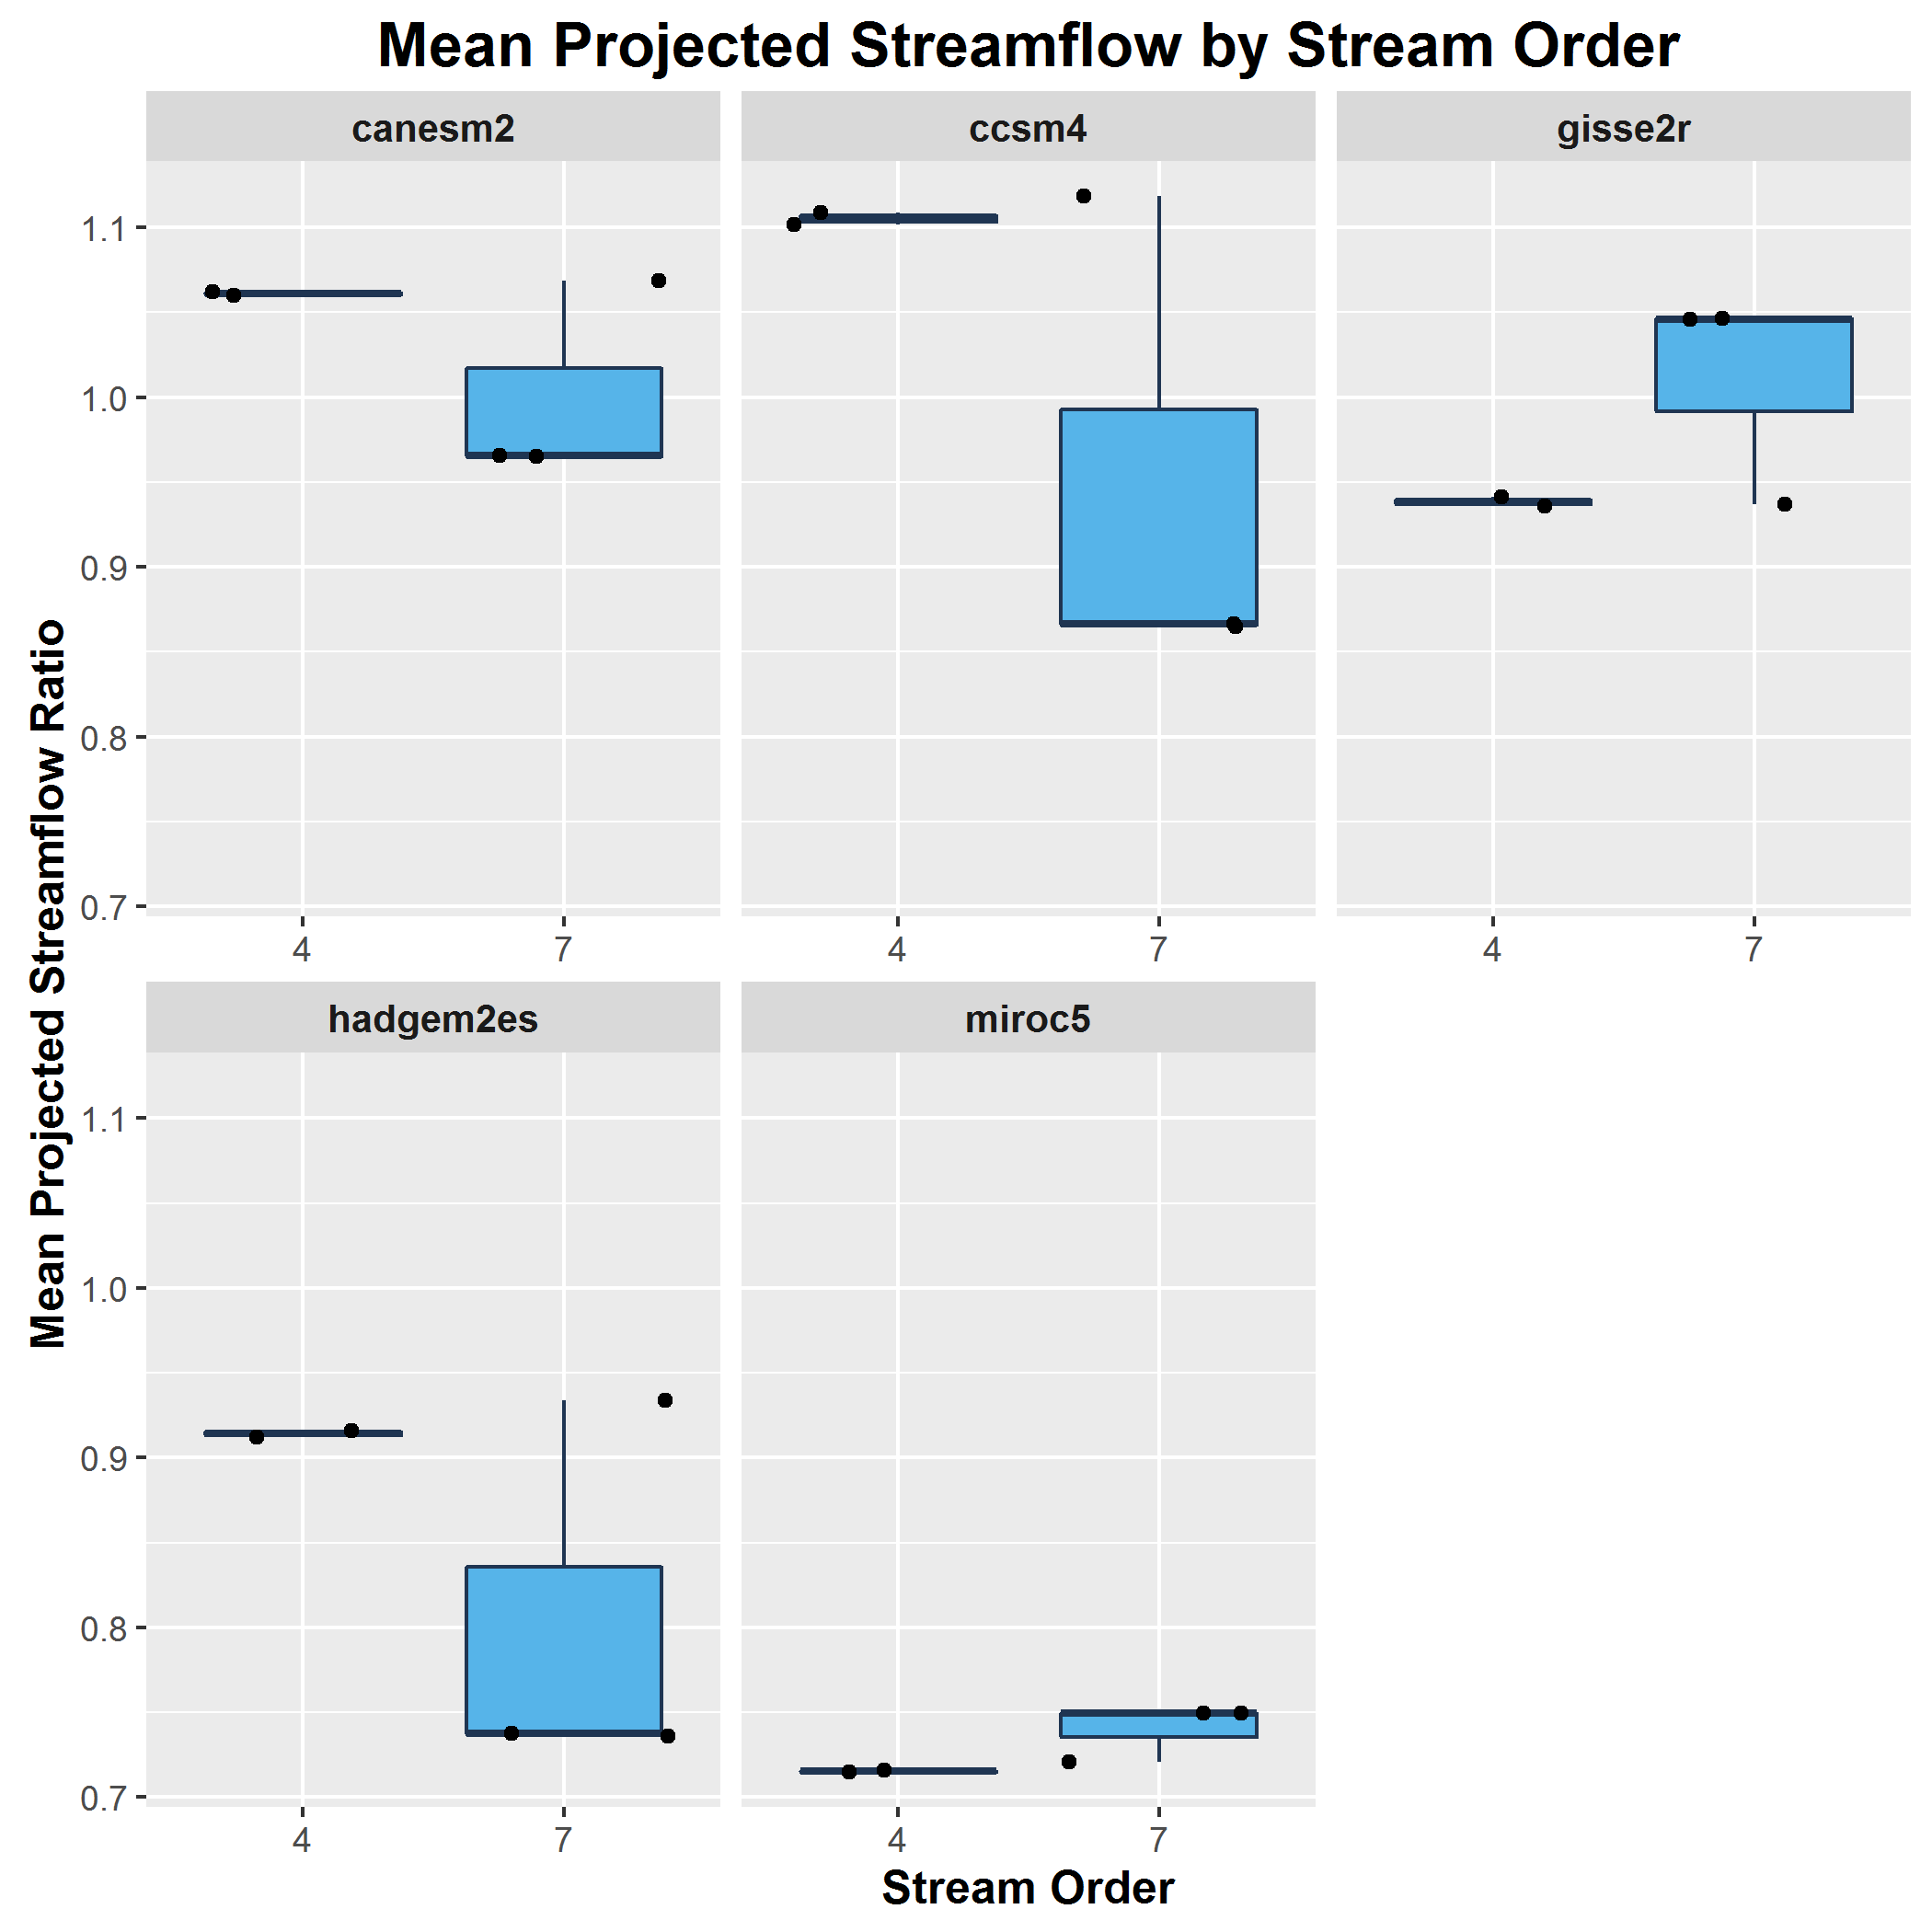 Mean Projected Streamflow by Stream Order
canesm2
ccsm4
gisse2r
1.1
1.0
0.9
0.8
0.7
4
7
4
7
4
7
Mean Projected Streamflow Ratio
hadgem2es
miroc5
1.1
1.0
0.9
0.8
0.7
4
7
4
7
Stream Order